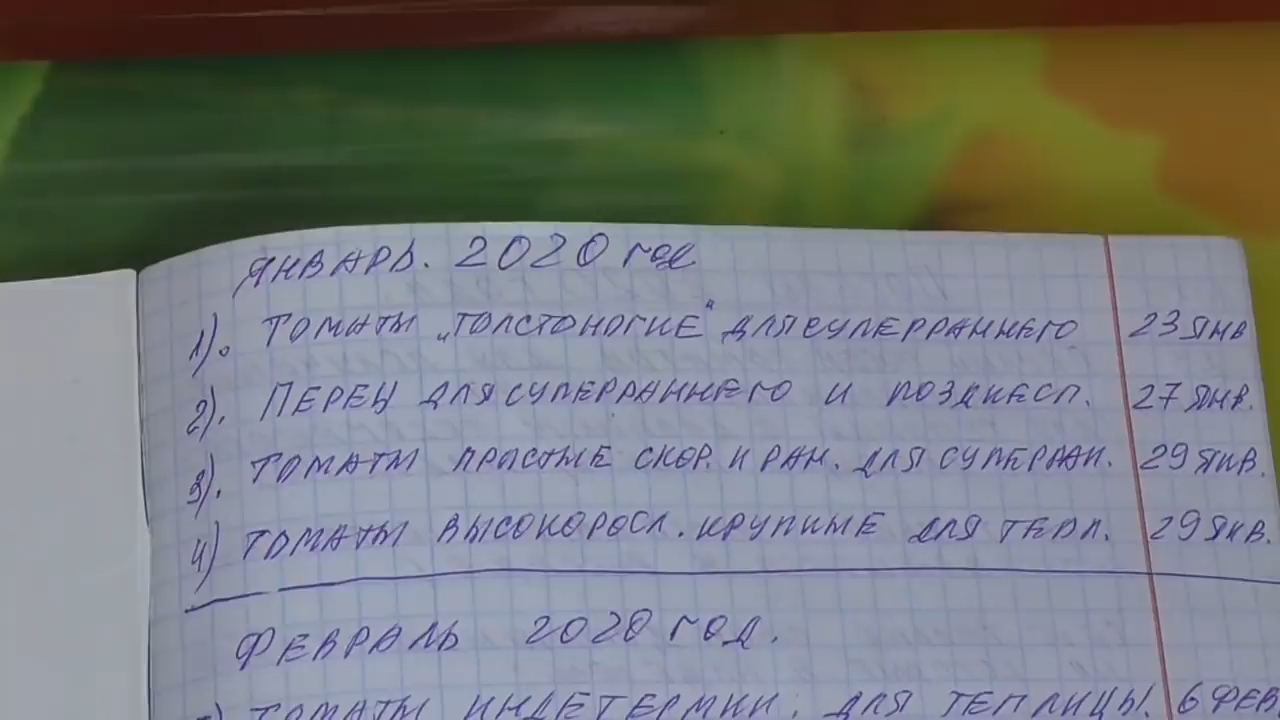 ЯНВАРЬ. 2020 год
1). ТОМАТЫ „ТОЛСТОНОГИЕ" ДЛЯ СУПЕРРАННЕГО 23 ЯНВ
2). ПЕРЕЦ ДЛЯ СУПЕРРАННЕГО И ПОЗДНЕСП. 27 ЯНВ.
3). ТОМАТЫ ПРОСТЫЕ СКОР. И РАН. ДЛЯ СУПЕРРАН. 29 ЯНВ.
4) ТОМАТЫ ВЫСОКОРОСЛ. КРУПНЫЕ ДЛЯ ТЕПЛ. 29 ЯНВ.
ФЕВРАЛЬ 2020 ГОД.
5) ТОМАТЫ ИНДЕТЕРМИН. ДЛЯ ТЕПЛИЦЫ. 6 ФЕВ